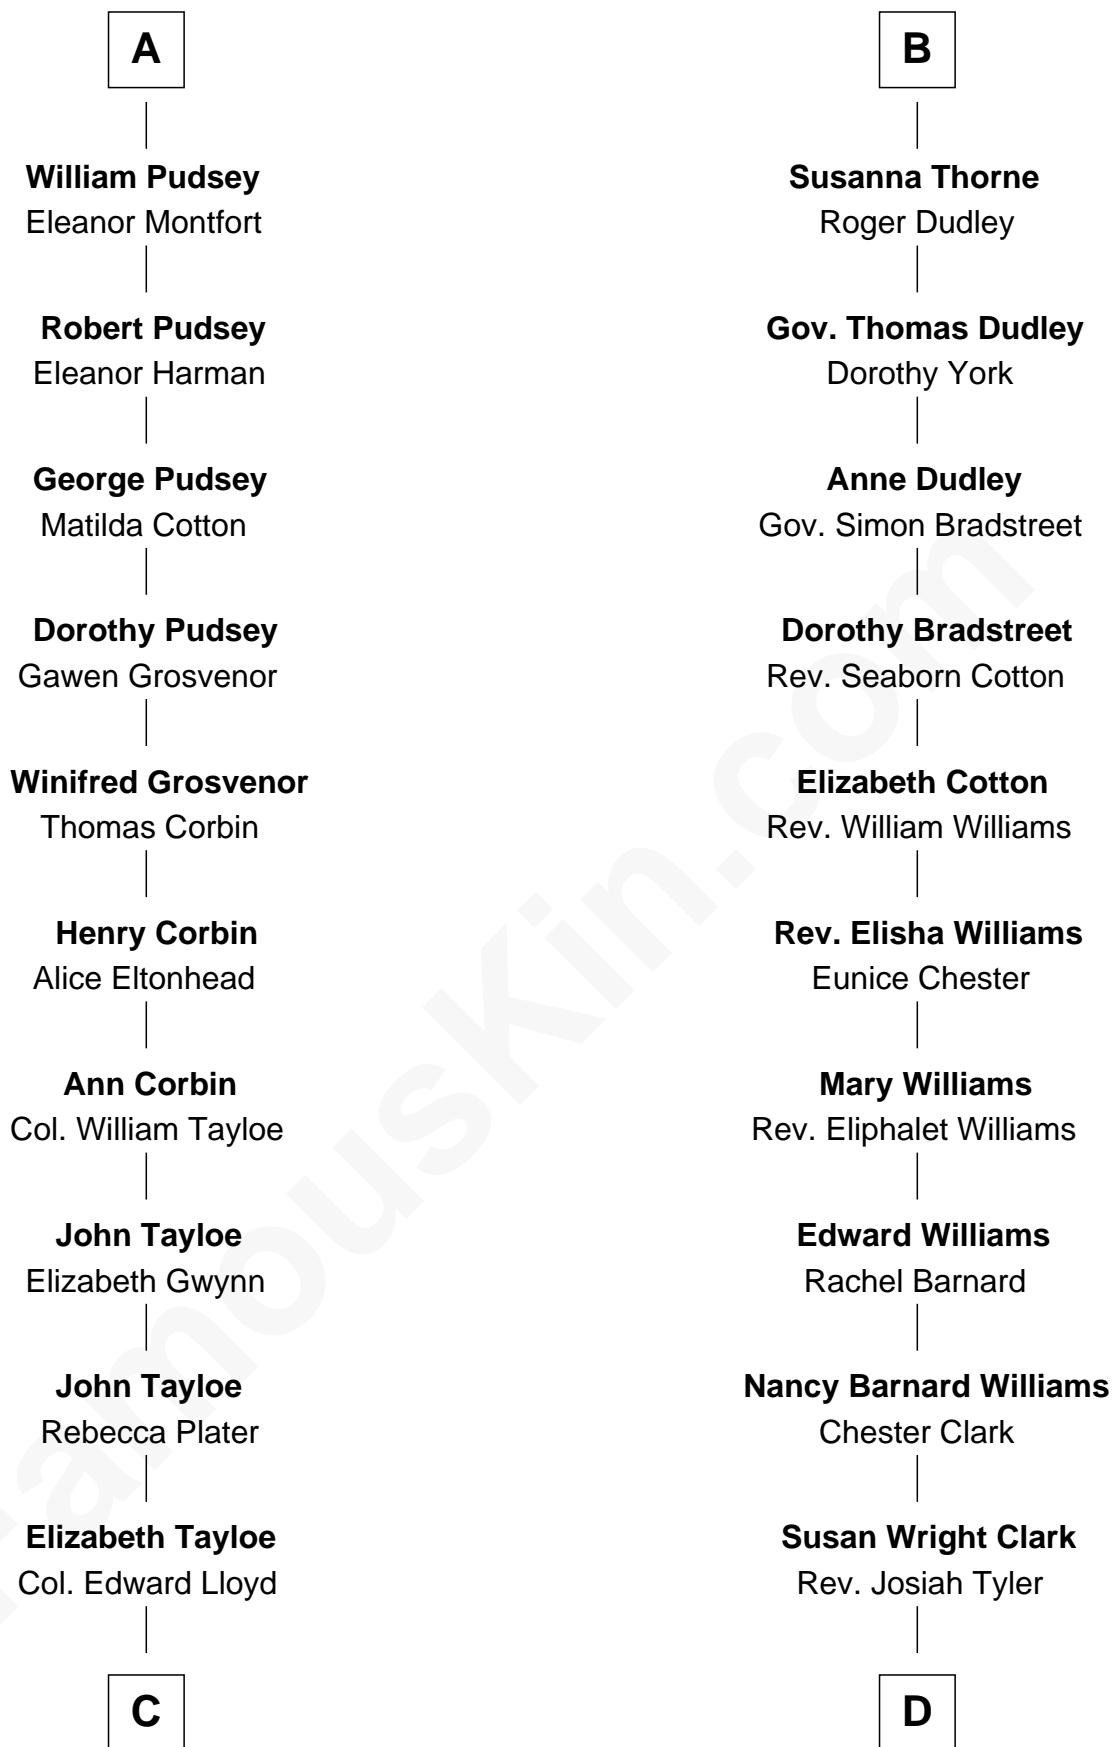 A
William Pudsey
Eleanor Montfort
Robert Pudsey
Eleanor Harman
George Pudsey
Matilda Cotton
Dorothy Pudsey
Gawen Grosvenor
Winifred Grosvenor
Thomas Corbin
Henry Corbin
Alice Eltonhead
Ann Corbin
Col. William Tayloe
John Tayloe
Elizabeth Gwynn
John Tayloe
Rebecca Plater
Elizabeth Tayloe
Col. Edward Lloyd
C
B
Susanna Thorne
Roger Dudley
Gov. Thomas Dudley
Dorothy York
Anne Dudley
Gov. Simon Bradstreet
Dorothy Bradstreet
Rev. Seaborn Cotton
Elizabeth Cotton
Rev. William Williams
Rev. Elisha Williams
Eunice Chester
Mary Williams
Rev. Eliphalet Williams
Edward Williams
Rachel Barnard
Nancy Barnard Williams
Chester Clark
Susan Wright Clark
Rev. Josiah Tyler
D
FamousKin.com